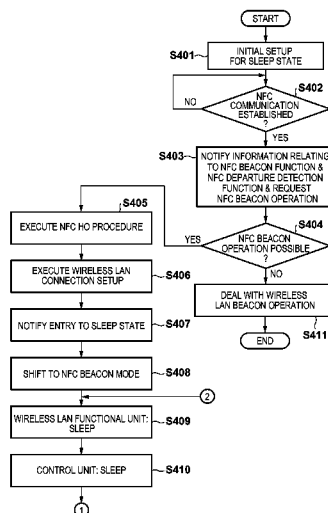 START
S401
INITIAL SETUP
FOR SLEEP STATE
S402
NFC
COMMUNICATION
ESTABLISHED
?
NO
YES
S403
NOTIFY INFORMATION RELATING
TO NFC BEACON FUNCTION &
NFC DEPARTURE DETECTION
FUNCTION & REQUEST
NFC BEACON OPERATION
S404
NFC BEACON
OPERATION POSSIBLE
?
YES
NO
DEAL WITH WIRELESS
LAN BEACON OPERATION
S411
END
S405
EXECUTE NFC HO PROCEDURE
EXECUTE WIRELESS LAN
CONNECTION SETUP
S406
NOTIFY ENTRY TO SLEEP STATE
S407
SHIFT TO NFC BEACON MODE
S408
2
WIRELESS LAN FUNCTIONAL UNIT:
SLEEP
S409
CONTROL UNIT: SLEEP
S410
1